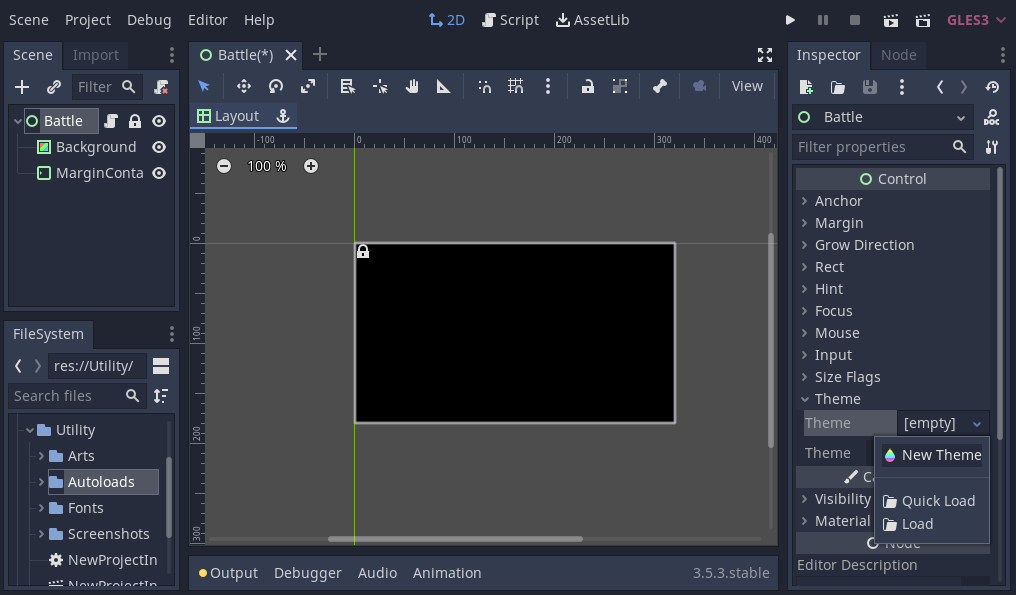 Scene Project Debug Editor Help 2D Script AssetLib GLES3
Scene Import
Filter
Battle
Background
MarginConta
FileSystem
res://Utility/
Search files
Utility
Arts
Autoloads
Fonts
Screenshots
NewProjectIn
NewProjectIn
Battle(*)
View
Layout
-100 0 100 200 300 400
100 %
0
100
200
300
Output Debugger Audio Animation 3.5.3.stable
Inspector Node
Battle
Filter properties
Control
Anchor
Margin
Grow Direction
Rect
Hint
Focus
Mouse
Input
Size Flags
Theme
Theme [empty]
Theme
New Theme
Ca
Visibility
Quick Load
Material
Load
Node
Editor Description